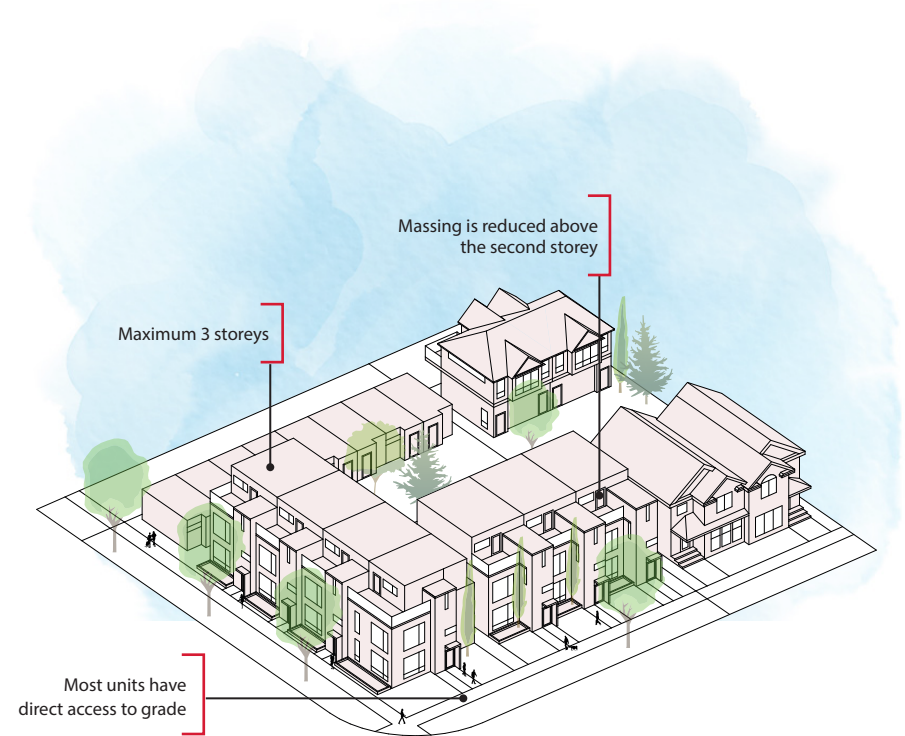 Massing is reduced above
the second storey
Maximum 3 storeys
Most units have
direct access to grade